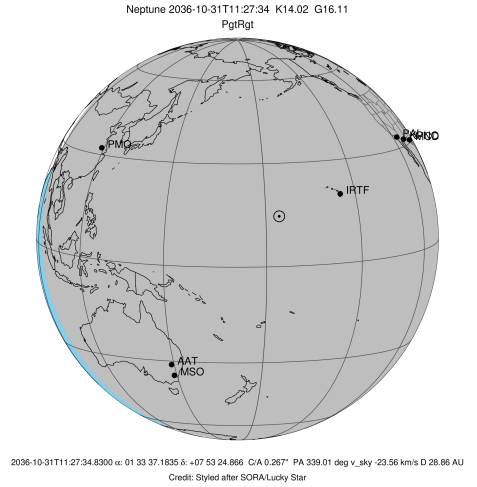 Neptune 2036-10-31T11:27:34 K14.02 G16.11
PgtRgt
PMO
IRTF
AAT
MSO
2036-10-31T11:27:34.8300 α: 01 33 37.1835 δ: +07 53 24.866 C/A 0.267" PA 339.01 deg v_sky -23.56 km/s D 28.86 AU
Credit: Styled after SORA/Lucky Star